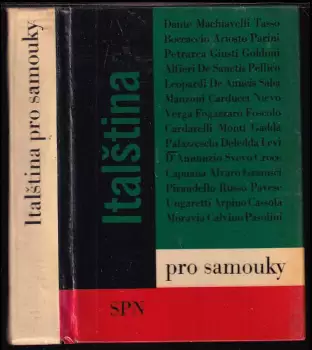 Italština pro samouky
Italština
Dante Machiavelli Tasso
Boccaccio Ariosto Parini
Petrarca Giusti Goldoni
Alfieri De Sanctis Pellico
Leopardi De Amicis Saba
Manzoni Carducci Nievo
Verga Fogazzaro Foscolo
Cardarelli Monti Gadda
Palazzeschi Deledda Levi
D'Annunzio Svevo Croce
Capuana Alvaro Jovine
Pirandello Russo Pavese
Ungaretti Arpino Cassola
Moravia Calvino Pasolini
pro samouky
SPN